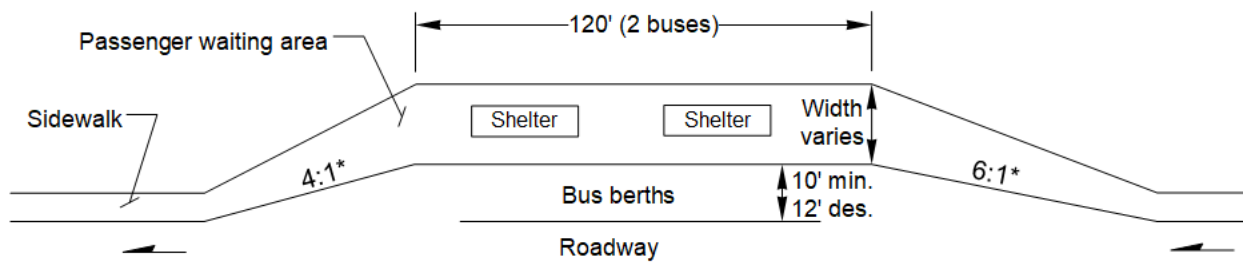 120' (2 buses)
Passenger waiting area
Sidewalk
Shelter
Shelter
Width
varies
4:1*
6:1*
Bus berths
10' min.
12' des.
Roadway